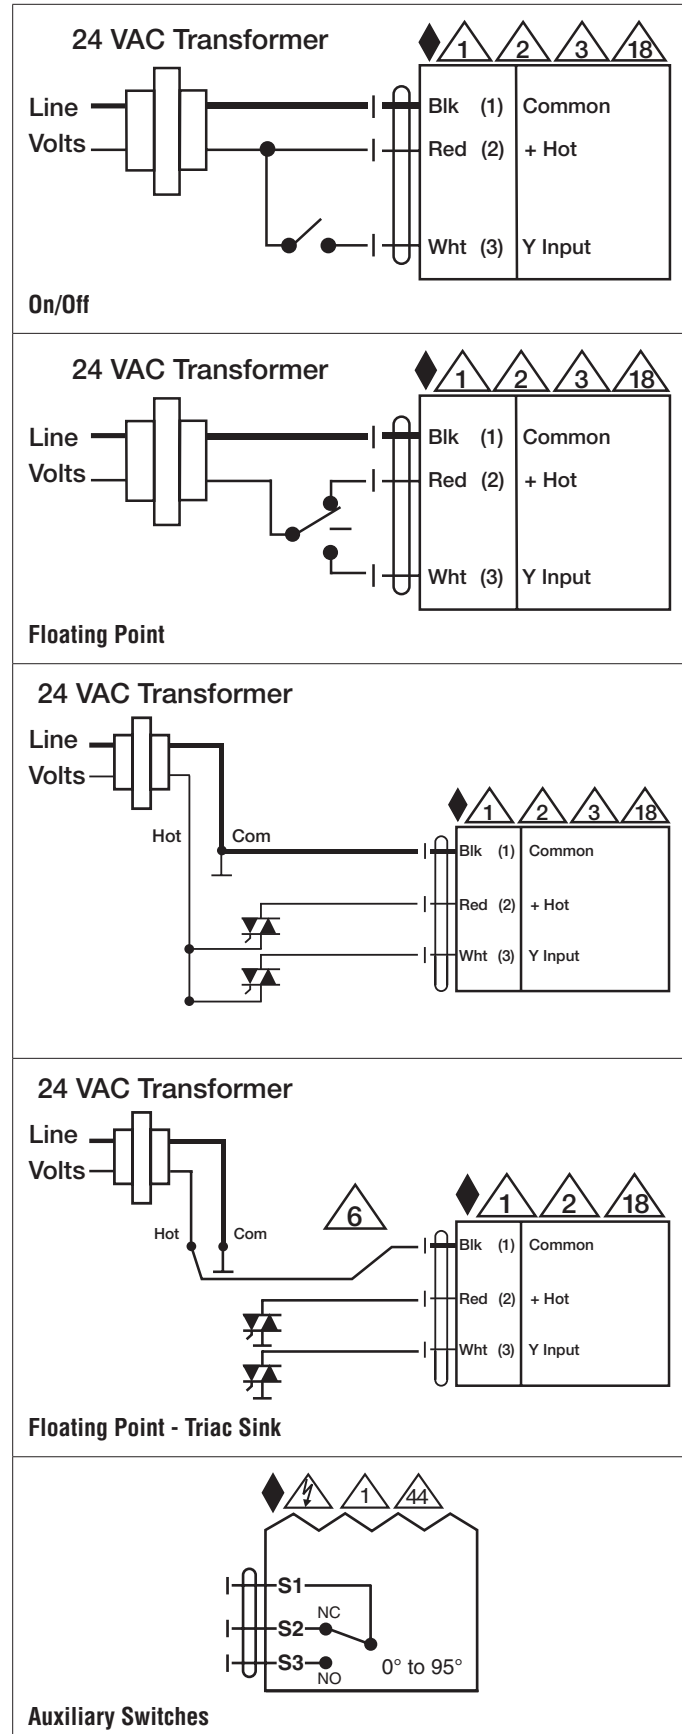 24 VAC Transformer
1 2 3 18
Line
Volts
Blk (1) Common
Red (2) + Hot
Wht (3) Y Input
On/Off
24 VAC Transformer
1 2 3 18
Line
Volts
Blk (1) Common
Red (2) + Hot
Wht (3) Y Input
Floating Point
24 VAC Transformer
Line
Volts
Hot Com
1 2 3 18
Blk (1) Common
Red (2) + Hot
Wht (3) Y Input
24 VAC Transformer
Line
Volts
Hot Com
6
1 2 18
Blk (1) Common
Red (2) + Hot
Wht (3) Y Input
Floating Point - Triac Sink
1 44
S1
S2 NC
S3 NO
0° to 95°
Auxiliary Switches